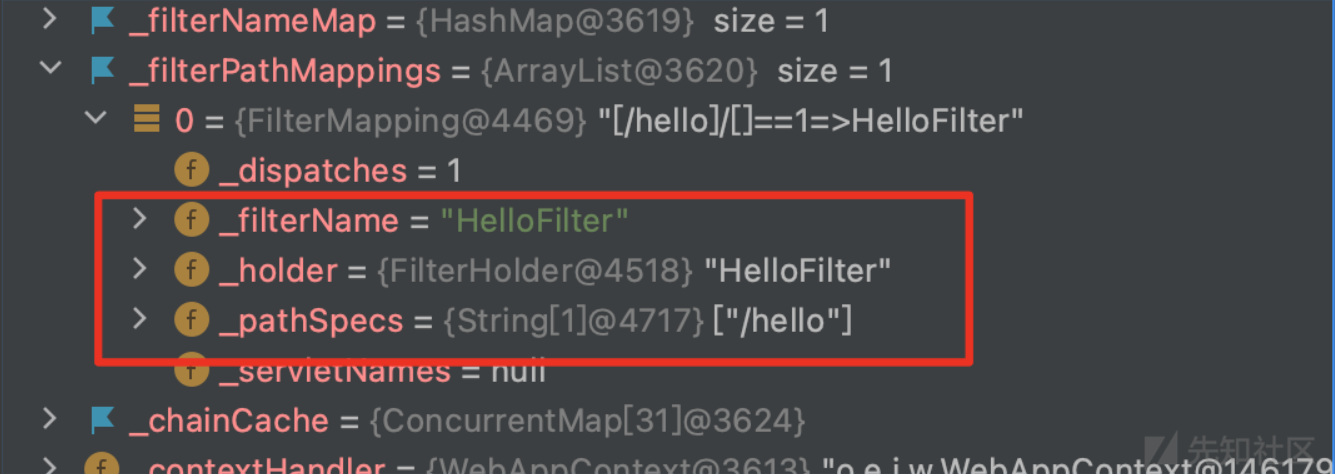 _filterNameMap = {HashMap@3619} size = 1
_filterPathMappings = {ArrayList@3620} size = 1
0 = {FilterMapping@4469} "[/hello]/[]==1=>HelloFilter"
f _dispatches = 1
f _filterName = "HelloFilter"
f _holder = {FilterHolder@4518} "HelloFilter"
f _pathSpecs = {String[1]@4717} ["/hello"]
f _servletNames = null
_chainCache = {ConcurrentMap[31]@3624}
f _contextHandler = {WebAppContext@3613} "o.e.j.w.WebAppContext@
先知社区